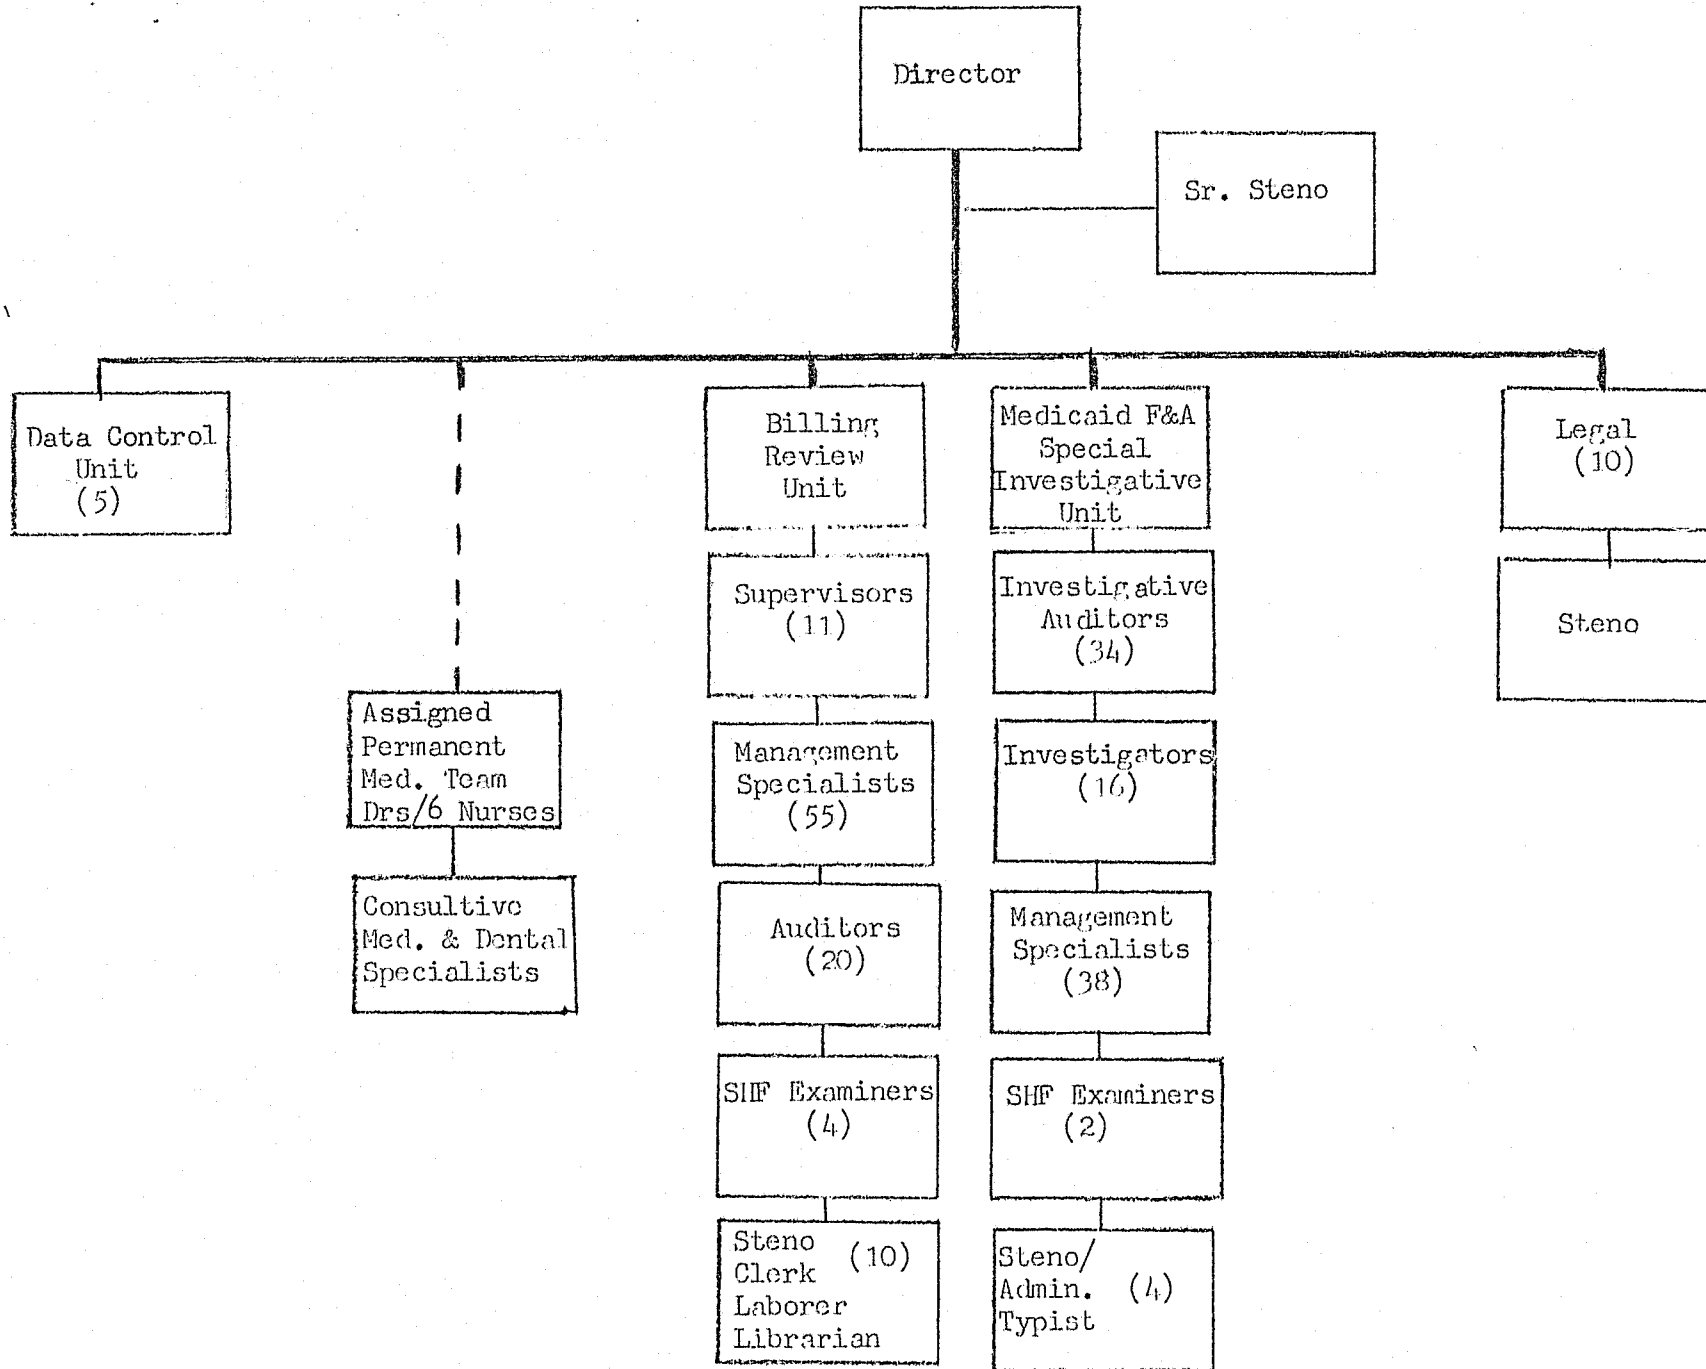 Director
Sr. Steno
Data Control
Unit
(5)
Assigned
Permanent
Med. Team
Drs/6 Nurses
Consultive
Med. & Dental
Specialists
Billing
Review
Unit
Supervisors
(11)
Management
Specialists
(55)
Auditors
(20)
SHF Examiners
(4)
Steno (10)
Clerk
Laborer
Librarian
Medicaid F&A
Special
Investigative
Unit
Investigative
Auditors
(34)
Investigators
(16)
Management
Specialists
(38)
SHF Examiners
(2)
Steno/
Admin. (4)
Typist
Legal
(10)
Steno